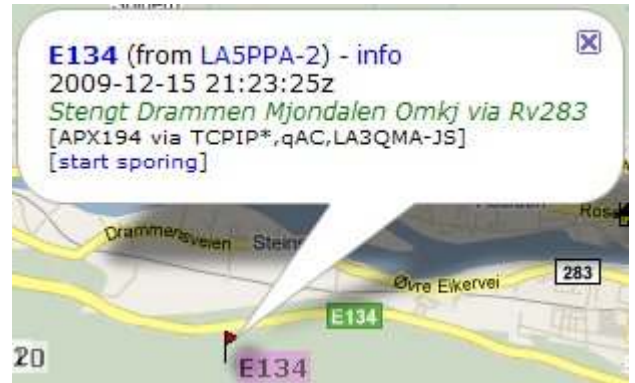 E134 (from LA5PPA-2) - info
2009-12-15 21:23:25z
Stengt Drammen Mjondalen Omkj via Rv283
[APX194 via TCPIP*,qAC,LA3QMA-JS]
[start sporing]
Drammensveien
Øvre Eikervei
283
E134
E134